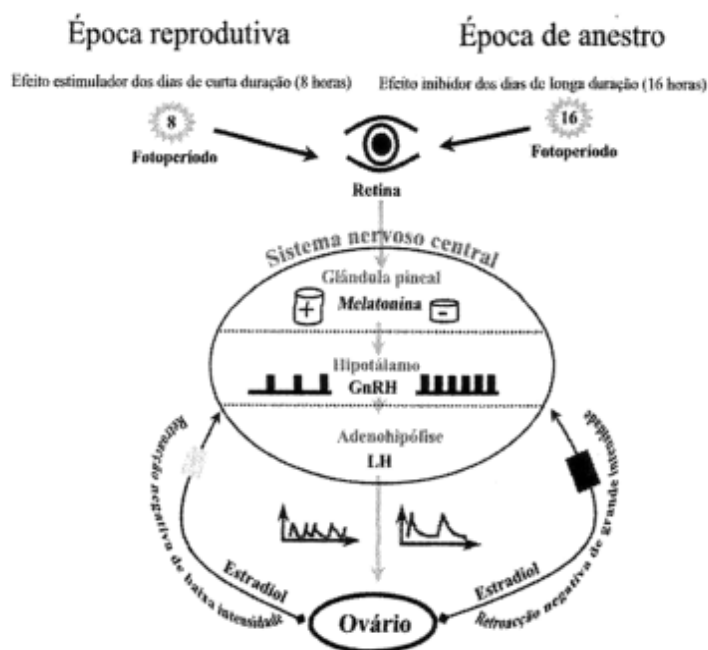 Época reprodutiva
Época de anestro
Efeito estimulador dos dias de curta duração (8 horas)
Efeito inibidor dos dias de longa duração (16 horas)
8
16
Fotoperíodo
Fotoperíodo
Retina
Sistema nervoso central
Glândula pineal
+
Melatonina
-
Hipotálamo
GnRH
Adenohipófise
LH
Retroacção negativa de baixa intensidade
Retroacção negativa de grande intensidade
Estradiol
Estradiol
Ovário